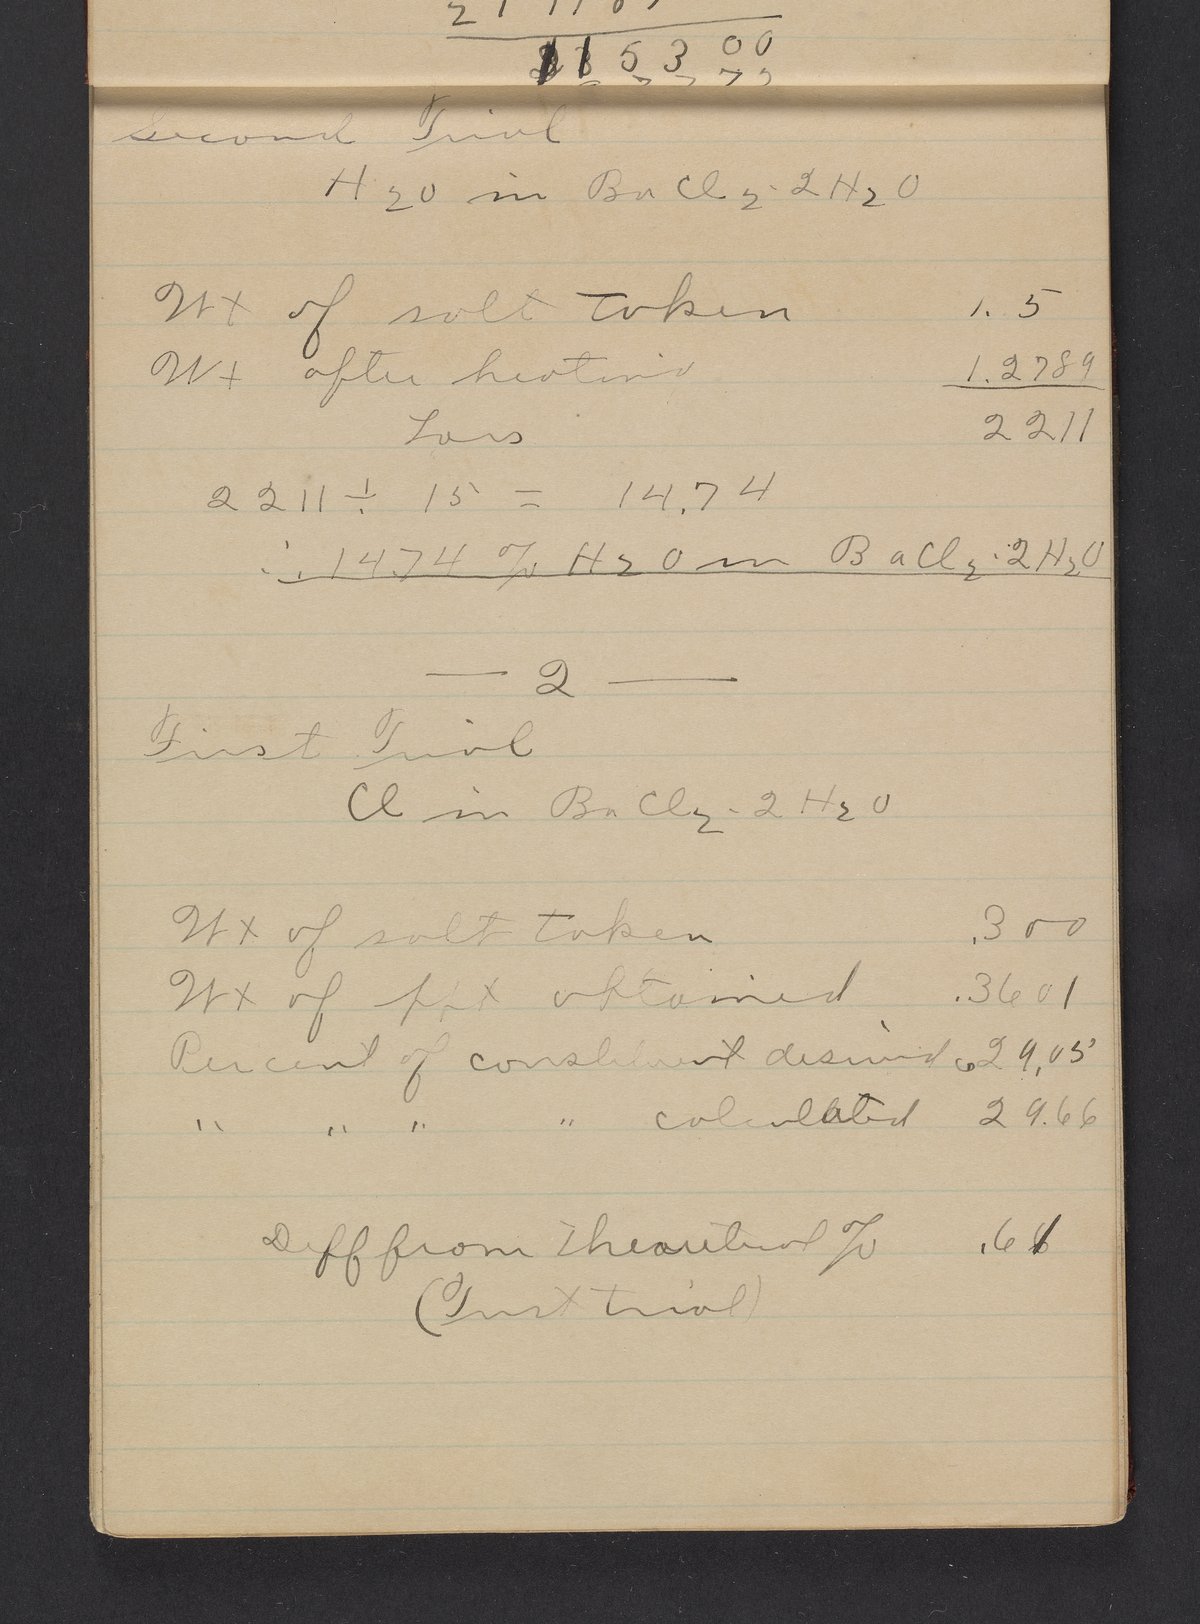 11 5 3 00
Second Trial
H2O in BaCl2·2H2O
Wt of salt taken 1.5
Wt after heating 1.2789
Loss 2211
2211 ÷ 15 = 14.74
∴ 14.74 % H2O in BaCl2·2H2O
— 2 —
First Trial
Cl in BaCl2·2H2O
Wt of salt taken .300
Wt of ppt obtained .3601
Percent of constituent desired 29.05
" " " " calculated 29.66
Diff from Theoretical % .61
(First trial)